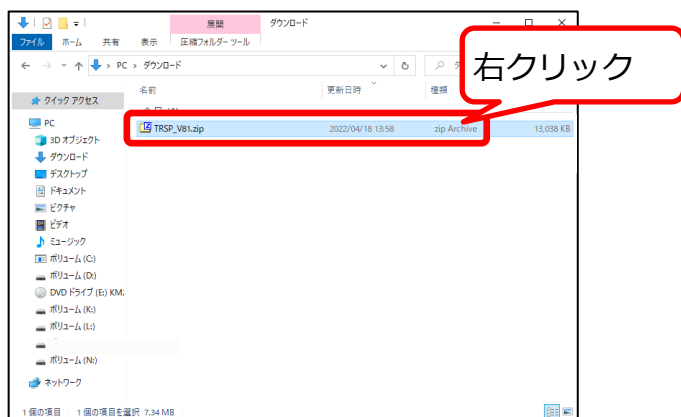 展開
ダウンロード
ファイル ホーム 共有 表示 圧縮フォルダー ツール
PC › ダウンロード
右クリック
名前 更新日時 種類
クイック アクセス
PC
TRSP_V81.zip 2022/04/18 13:58 zip Archive 13,038 KB
3D オブジェクト
ダウンロード
デスクトップ
ドキュメント
ピクチャ
ビデオ
ミュージック
ボリューム (C:)
ボリューム (D:)
DVD ドライブ (E:) KM
ボリューム (K:)
ボリューム (L:)
ボリューム (N:)
ネットワーク
1 個の項目 1 個の項目を選択 7.34 MB